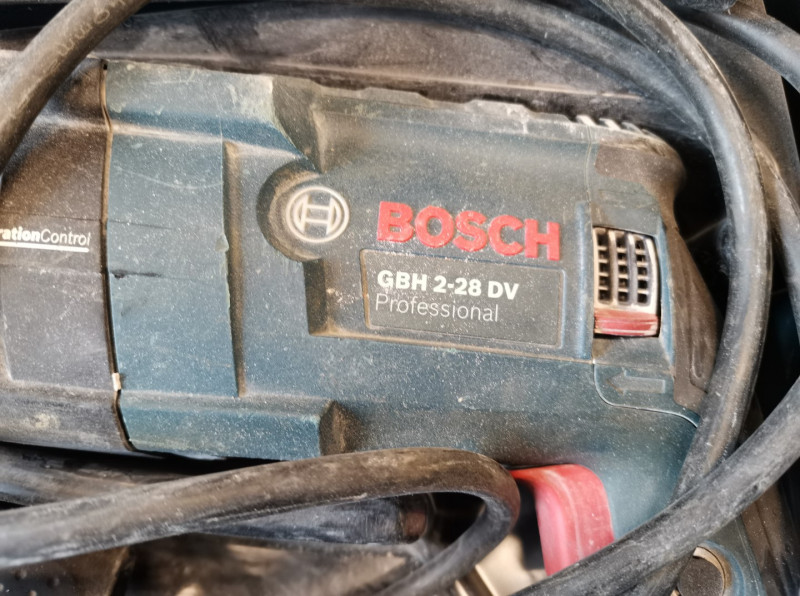 BOSCH
GBH 2-28 DV
Professional
rationControl